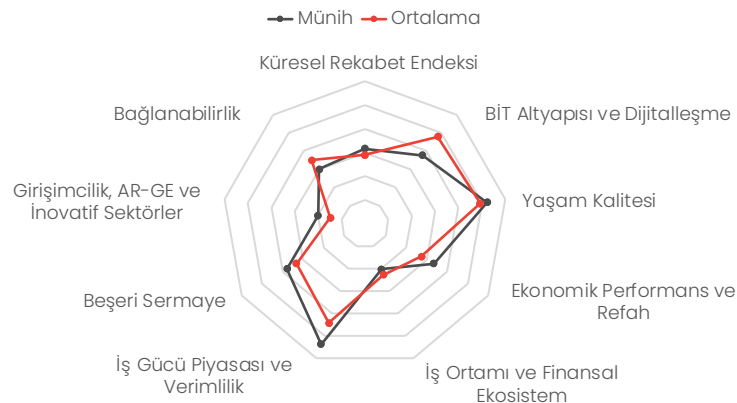 Münih
Ortalama
Küresel Rekabet Endeksi
BİT Altyapısı ve Dijitalleşme
Yaşam Kalitesi
Ekonomik Performans ve
Refah
İş Ortamı ve Finansal
Ekosistem
İş Gücü Piyasası ve
Verimlilik
Beşeri Sermaye
Girişimcilik, AR-GE ve
İnovatif Sektörler
Bağlanabilirlik